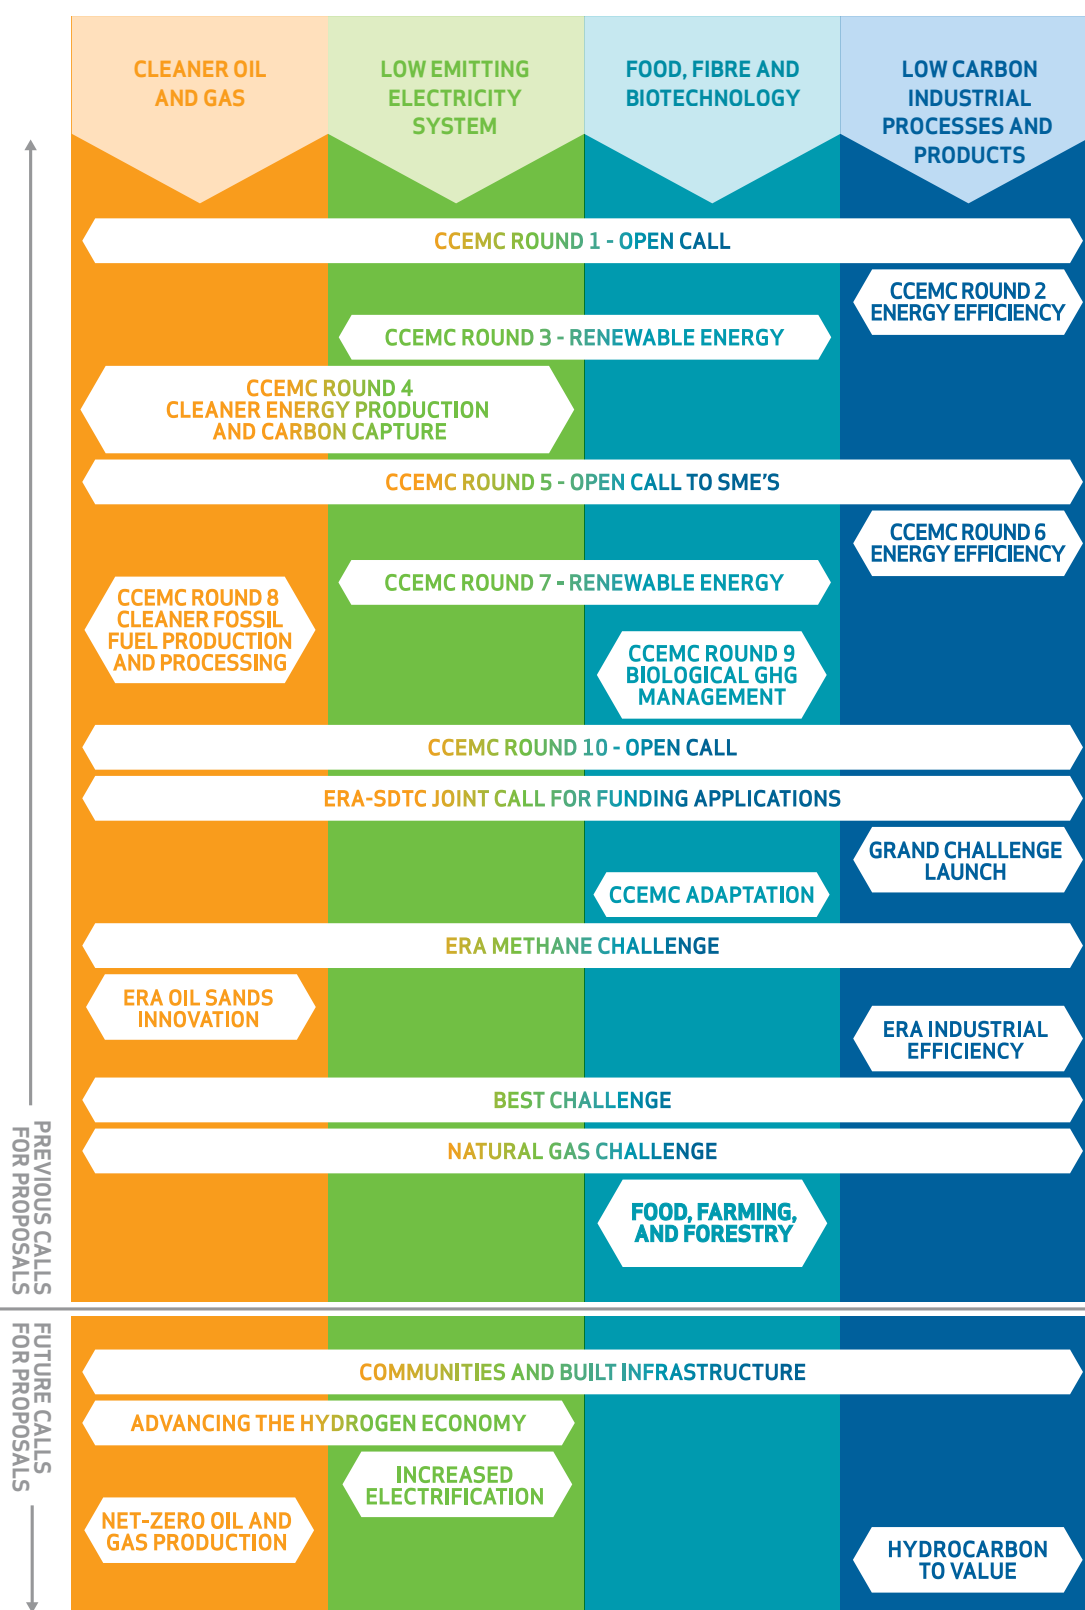 CLEANER OIL
AND GAS
LOW EMITTING
ELECTRICITY
SYSTEM
FOOD, FIBRE AND
BIOTECHNOLOGY
LOW CARBON
INDUSTRIAL
PROCESSES AND
PRODUCTS
CCEMC ROUND 1 - OPEN CALL
CCEMC ROUND 2
ENERGY EFFICIENCY
CCEMC ROUND 3 - RENEWABLE ENERGY
CCEMC ROUND 4
CLEANER ENERGY PRODUCTION
AND CARBON CAPTURE
CCEMC ROUND 5 - OPEN CALL TO SME'S
CCEMC ROUND 6
ENERGY EFFICIENCY
CCEMC ROUND 7 - RENEWABLE ENERGY
CCEMC ROUND 8
CLEANER FOSSIL
FUEL PRODUCTION
AND PROCESSING
CCEMC ROUND 9
BIOLOGICAL GHG
MANAGEMENT
CCEMC ROUND 10 - OPEN CALL
ERA-SDTC JOINT CALL FOR FUNDING APPLICATIONS
GRAND CHALLENGE
LAUNCH
CCEMC ADAPTATION
ERA METHANE CHALLENGE
ERA OIL SANDS
INNOVATION
ERA INDUSTRIAL
EFFICIENCY
BEST CHALLENGE
NATURAL GAS CHALLENGE
FOOD, FARMING,
AND FORESTRY
PREVIOUS CALLS
FOR PROPOSALS
FUTURE CALLS
FOR PROPOSALS
COMMUNITIES AND BUILT INFRASTRUCTURE
ADVANCING THE HYDROGEN ECONOMY
INCREASED
ELECTRIFICATION
NET-ZERO OIL AND
GAS PRODUCTION
HYDROCARBON
TO VALUE